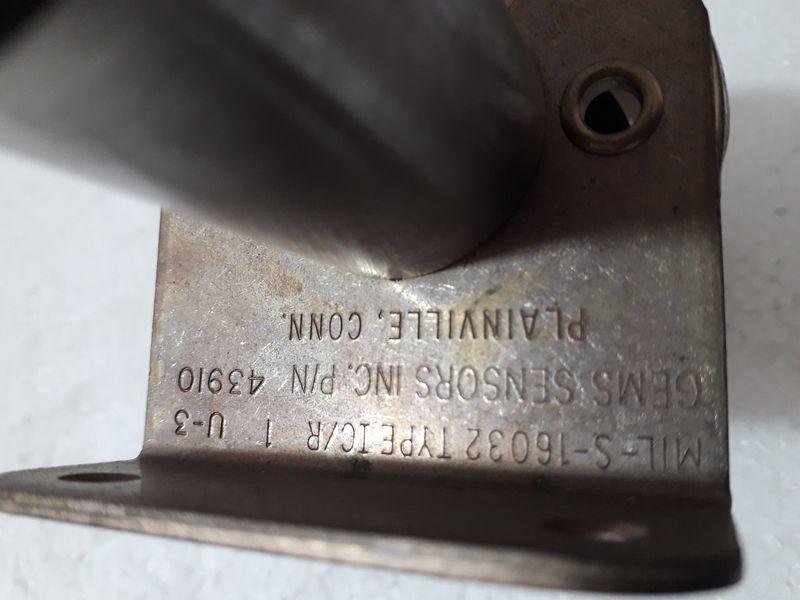 MIL-S-16032 TYPE IC/R 1 U-3
GEMS SENSORS INC. P/N 43910
PLAINVILLE, CONN.